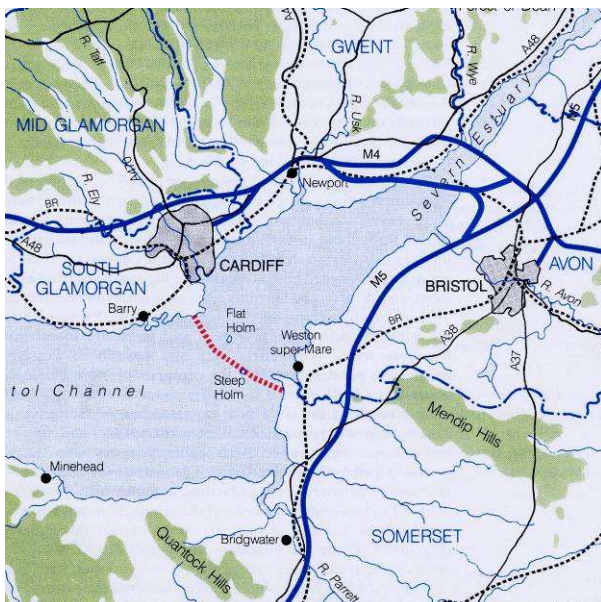 Forest of Dean
A4
A48
R. Taff
GWENT
R. Wye
M5
MID GLAMORGAN
R. Usk
Severn Estuary
A470
M4
R. Ely
Newport
BR
A48
CARDIFF
AVON
SOUTH
GLAMORGAN
M5
BRISTOL
R. Avon
Barry
Flat
Holm
BR
Weston
super-Mare
A38
A37
Steep
Holm
tol Channel
Mendip Hills
Minehead
Bridgwater
SOMERSET
Quantock Hills
R. Parrett